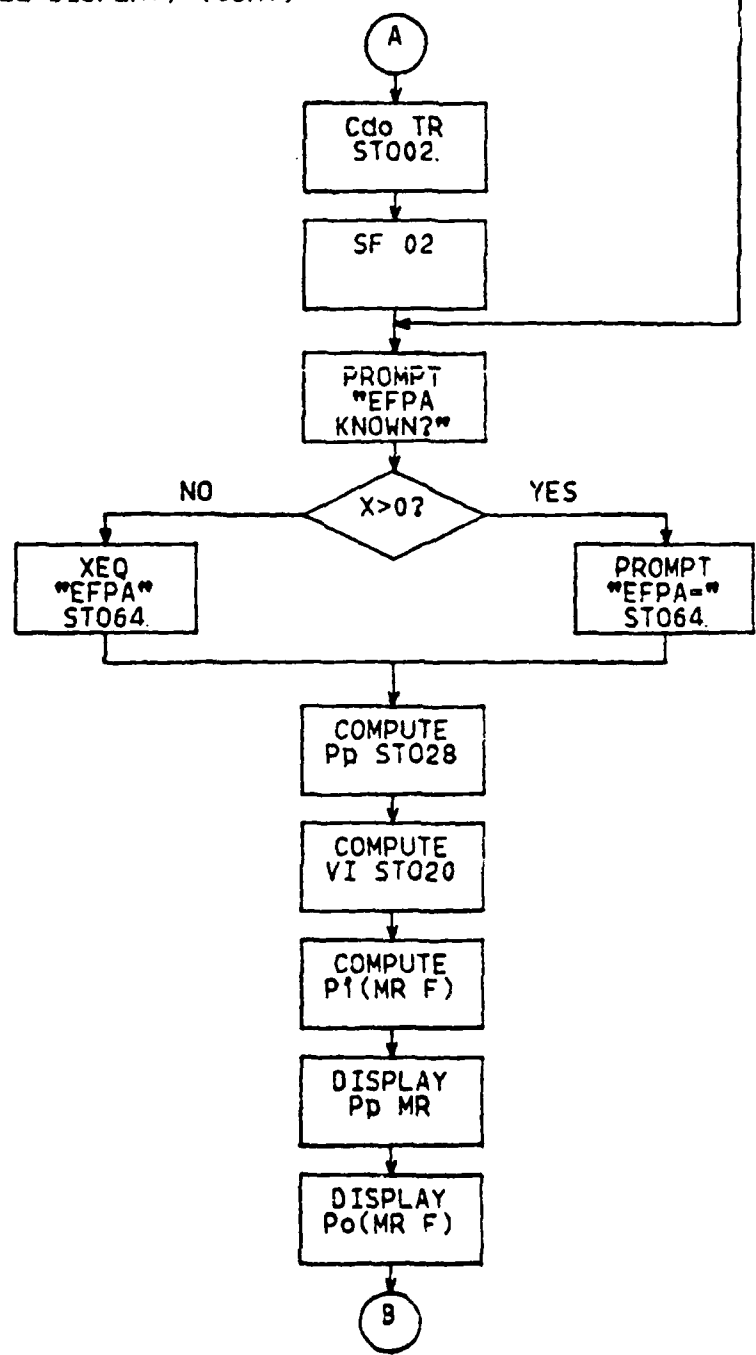 A
Cdo TR
STO02.
SF 02
PROMPT
"EFPA
KNOWN?"
NO
X>0?
YES
XEQ
"EFPA"
STO64.
PROMPT
"EFPA="
STO64.
COMPUTE
Pp STO28
COMPUTE
VI STO20
COMPUTE
Pi(MR F)
DISPLAY
Pp MR
DISPLAY
Po(MR F)
B